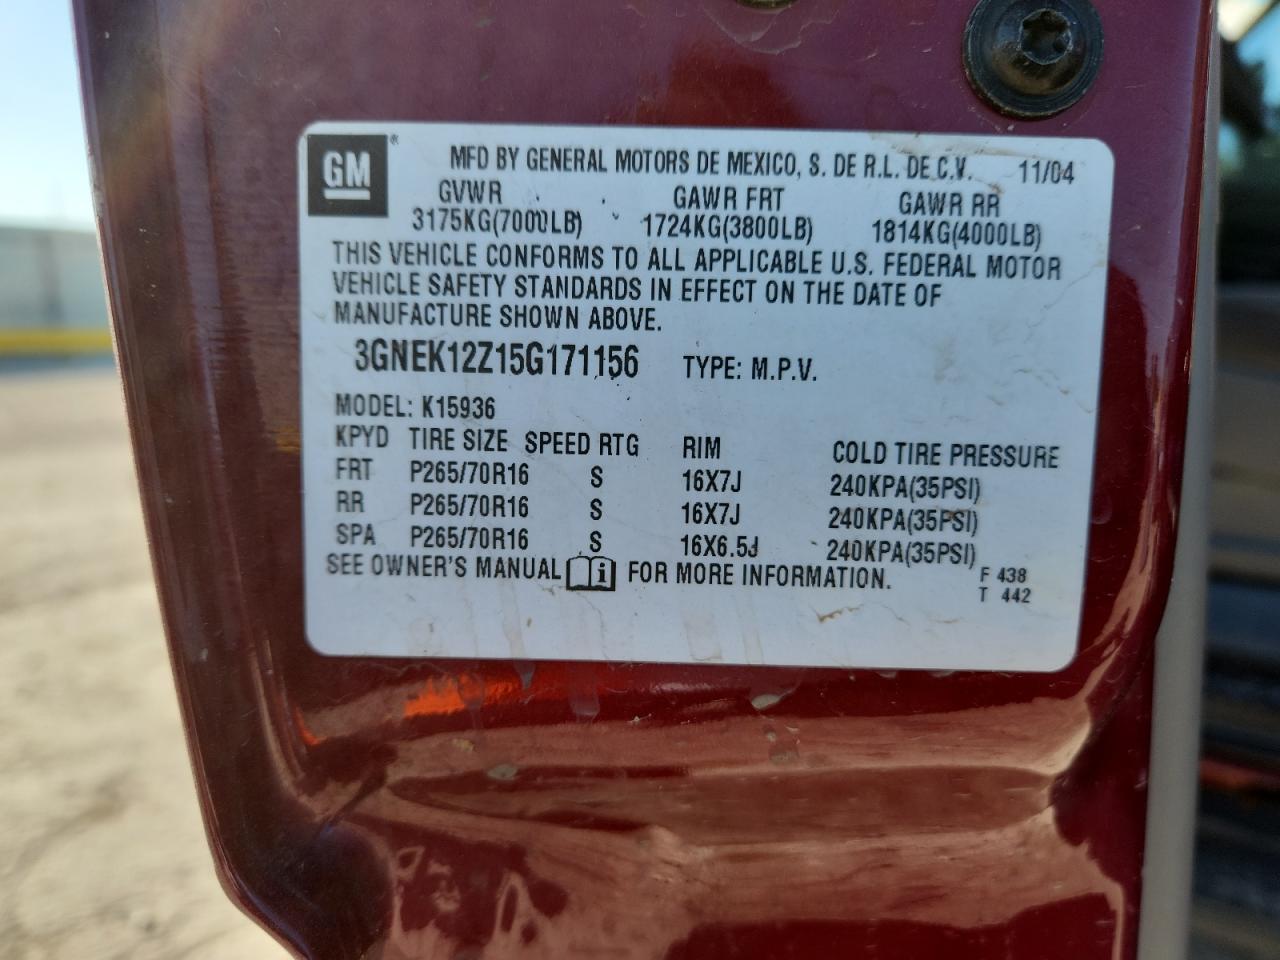 GM ® MFD BY GENERAL MOTORS DE MEXICO, S. DE R.L. DE C.V. 11/04
GVWR GAWR FRT GAWR RR
3175KG(7000LB) 1724KG(3800LB) 1814KG(4000LB)
THIS VEHICLE CONFORMS TO ALL APPLICABLE U.S. FEDERAL MOTOR
VEHICLE SAFETY STANDARDS IN EFFECT ON THE DATE OF
MANUFACTURE SHOWN ABOVE.
3GNEK12Z15G171156 TYPE: M.P.V.
MODEL: K15936
KPYD TIRE SIZE SPEED RTG RIM COLD TIRE PRESSURE
FRT P265/70R16 S 16X7J 240KPA(35PSI)
RR P265/70R16 S 16X7J 240KPA(35PSI)
SPA P265/70R16 S 16X6.5J 240KPA(35PSI)
SEE OWNER'S MANUAL i FOR MORE INFORMATION.
F 438
T 442